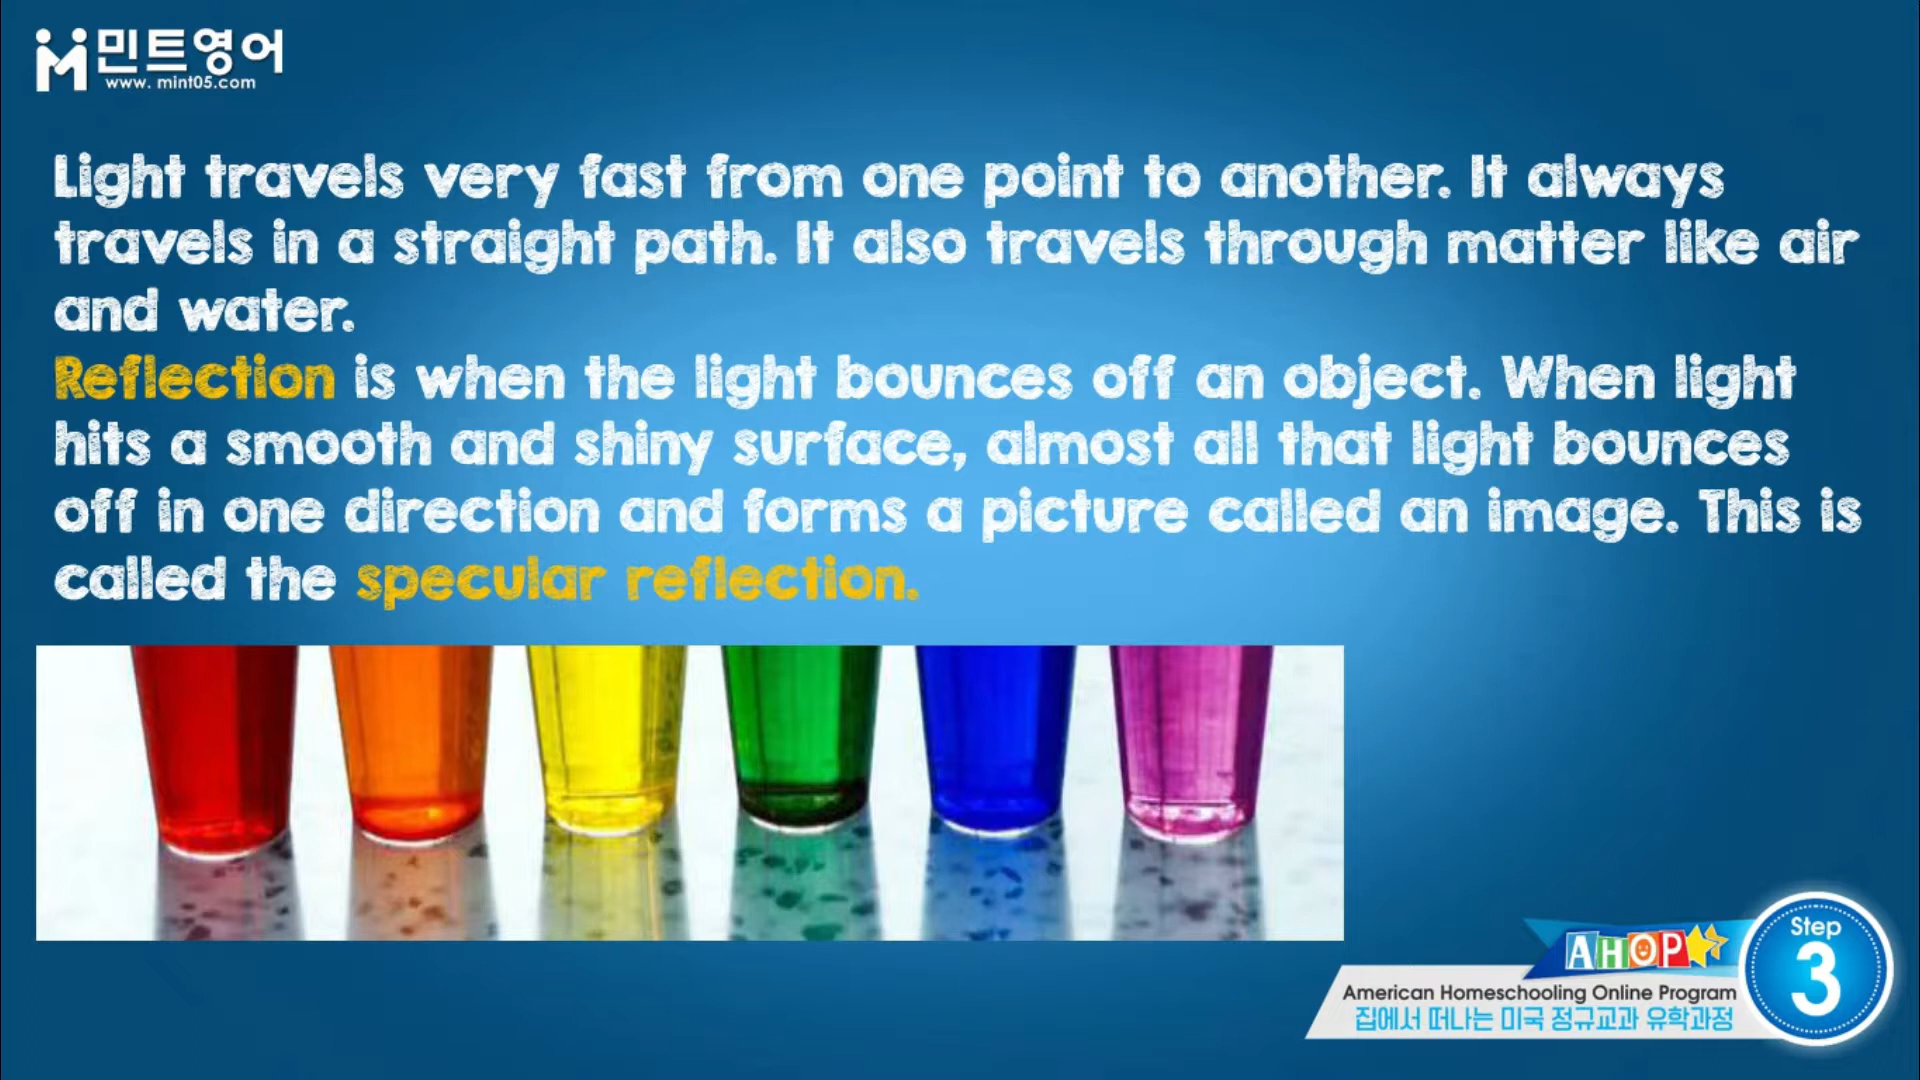 민트영어
www.mint05.com
Light travels very fast from one point to another. It always
travels in a straight path. It also travels through matter like air
and water.
Reflection is when the light bounces off an object. When light
hits a smooth and shiny surface, almost all that light bounces
off in one direction and forms a picture called an image. This is
called the specular reflection.
AHOP
Step
3
American Homeschooling Online Program
집에서 떠나는 미국 정규교과 유학과정